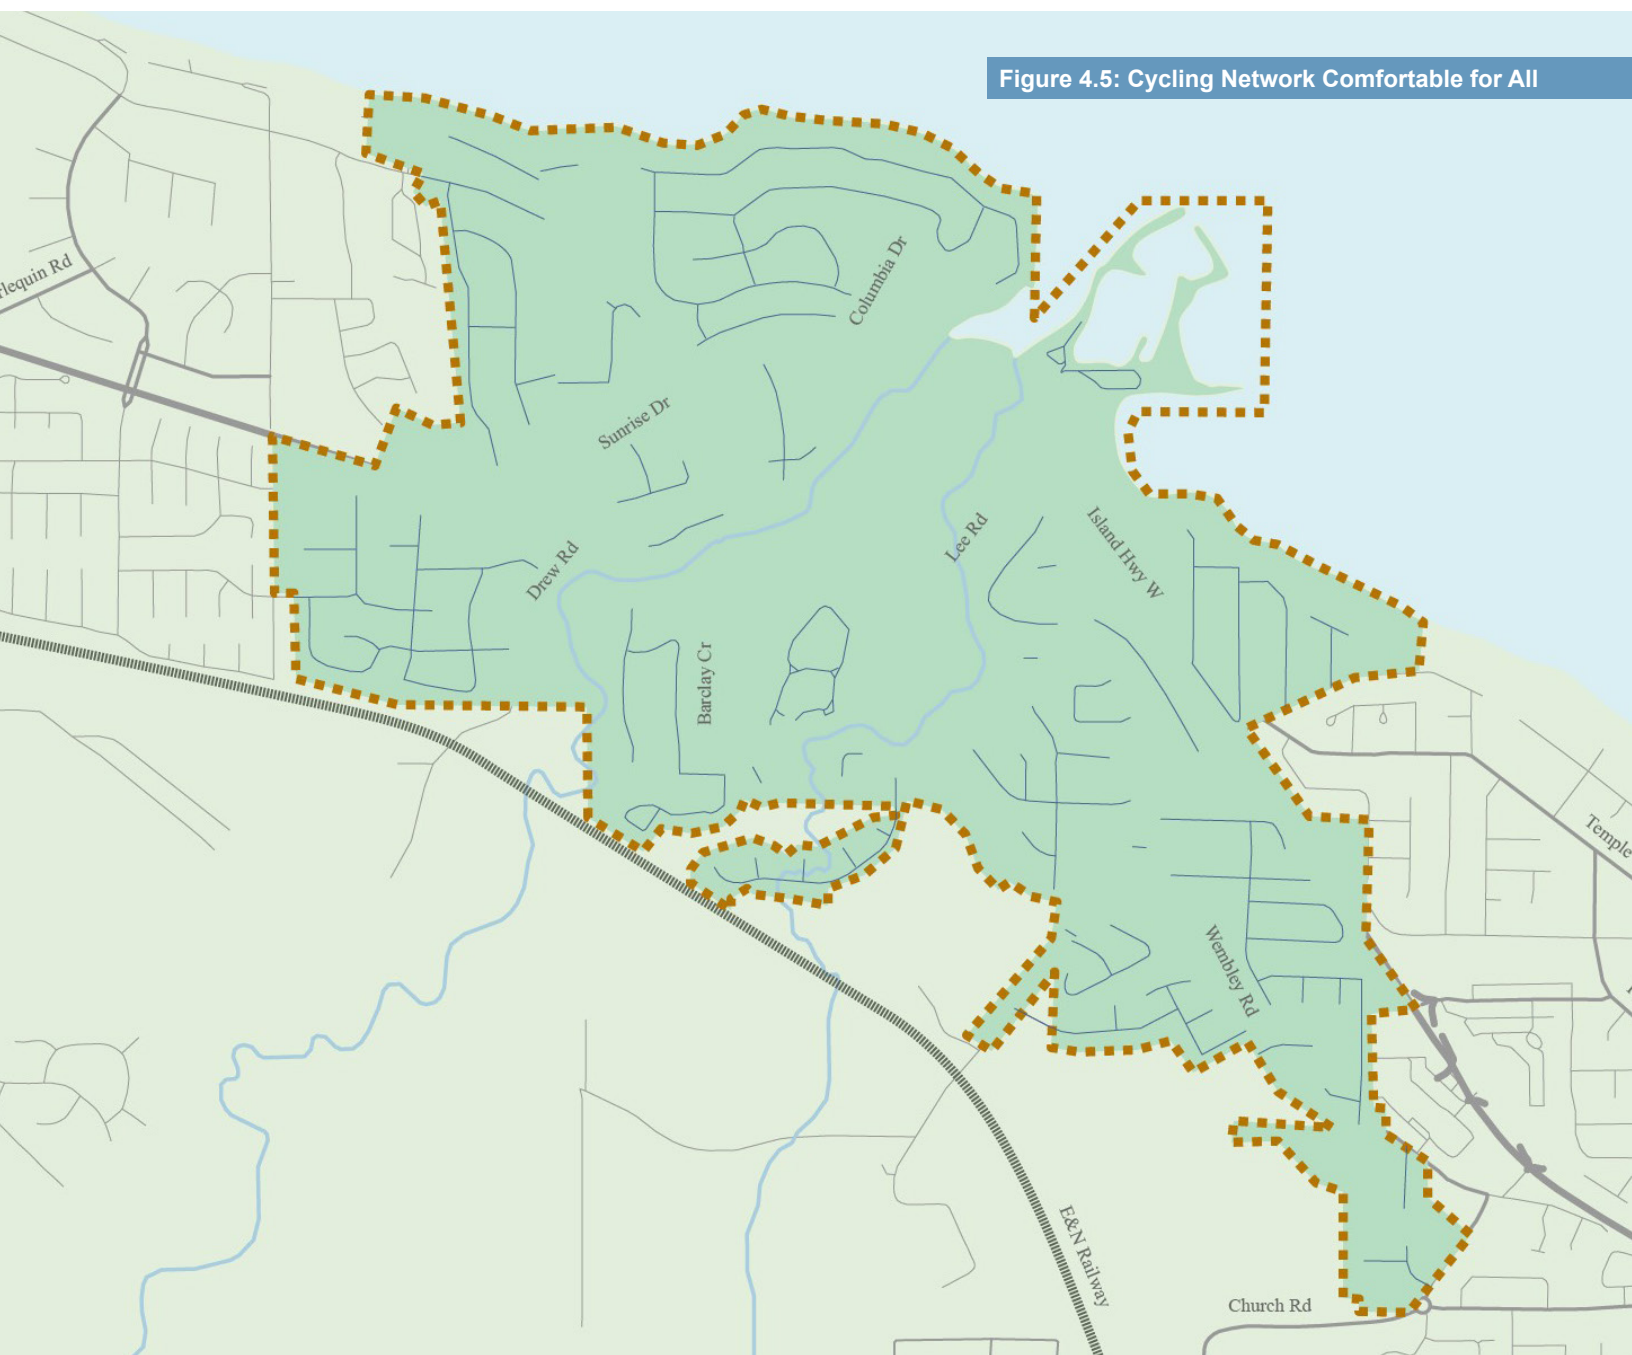 Figure 4.5: Cycling Network Comfortable for All
Columbia Dr
rlequin Rd
Sunrise Dr
Drew Rd
Lee Rd
Island Hwy W
Barclay Cr
Temple
Wembley Rd
E&N Railway
Church Rd